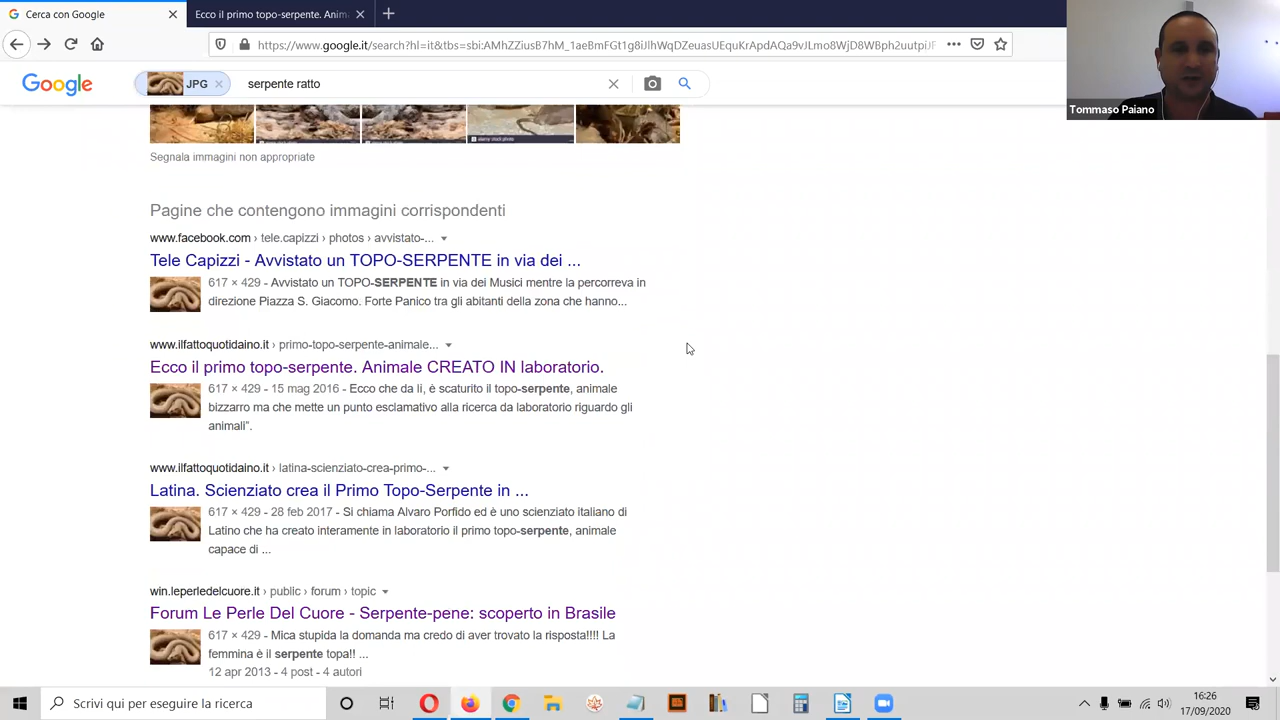 Cerca con Google
Ecco il primo topo-serpente. Anim
https://www.google.it/search?hl=it&tbs=sbi:
Google
JPG
serpente ratto
Tommaso Paiano
Segnala immagini non appropriate
Pagine che contengono immagini corrispondenti
www.facebook.com › tele.capizzi › photos › avvistato-...
Tele Capizzi - Avvistato un TOPO-SERPENTE in via dei ...
617 × 429 - Avvistato un TOPO-SERPENTE in via dei Musici mentre la percorreva in
direzione Piazza S. Giacomo. Forte Panico tra gli abitanti della zona che hanno...
www.ilfattoquotidaino.it › primo-topo-serpente-animale...
Ecco il primo topo-serpente. Animale CREATO IN laboratorio.
617 × 429 - 15 mag 2016 - Ecco che da li, è scaturito il topo-serpente, animale
bizzarro ma che mette un punto esclamativo alla ricerca da laboratorio riguardo gli
animali”.
www.ilfattoquotidaino.it › latina-scienziato-crea-primo-...
Latina. Scienziato crea il Primo Topo-Serpente in ...
617 × 429 - 28 feb 2017 - Si chiama Alvaro Porfido ed è uno scienziato italiano di
Latino che ha creato interamente in laboratorio il primo topo-serpente, animale
capace di ...
win.leperledelcuore.it › public › forum › topic
Forum Le Perle Del Cuore - Serpente-pene: scoperto in Brasile
617 × 429 - Mica stupida la domanda ma credo di aver trovato la risposta!!!! La
femmina è il serpente topa!! ...
12 apr 2013 - 4 post - 4 autori
Scrivi qui per eseguire la ricerca
16:26
17/09/2020